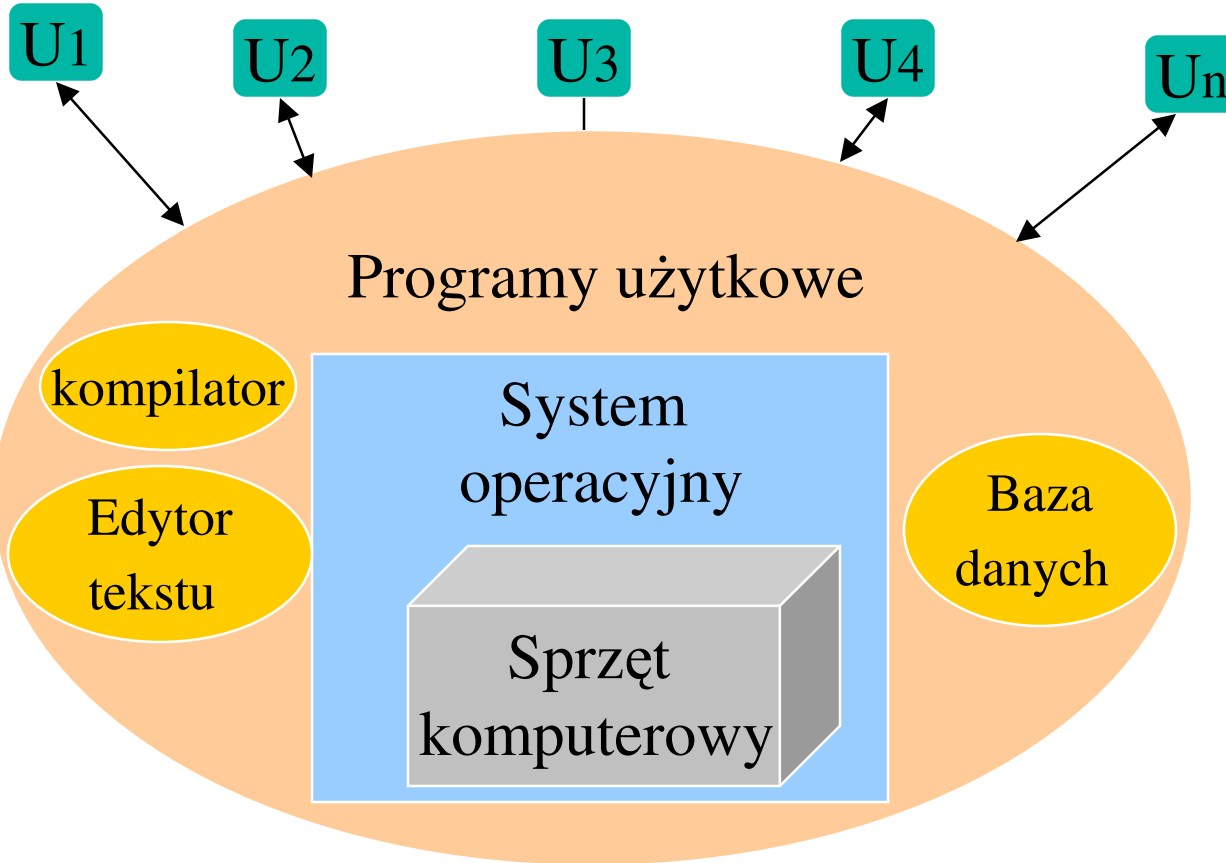 U1
U2
U3
U4
Un
Programy użytkowe
kompilator
Edytor
tekstu
System
operacyjny
Baza
danych
Sprzęt
komputerowy